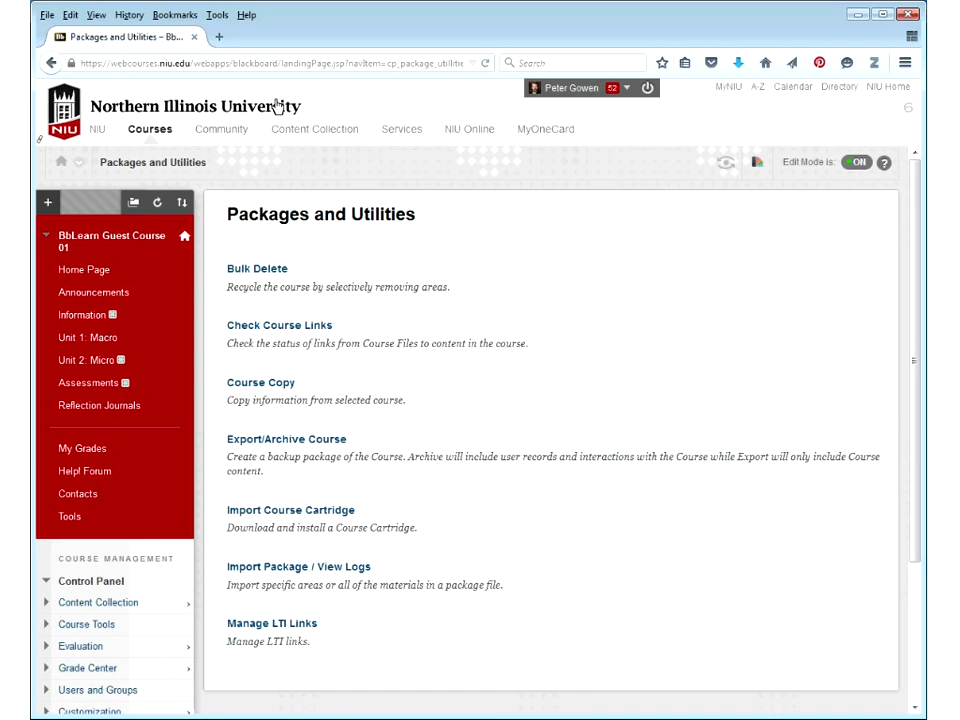 File Edit View History Bookmarks Tools Help
Bb Packages and Utilities – Bb... × +
https://webcourses.niu.edu/webapps/blackboard/landingPage.jsp?navItem=cp_package_utilitie
Search
Peter Gowen 52
MyNIU A-Z Calendar Directory NIU Home
Northern Illinois University
6
NIU
NIU Courses Community Content Collection Services NIU Online MyOneCard
Packages and Utilities
Edit Mode is: ON ?
BbLearn Guest Course
01
Home Page
Announcements
Information
Unit 1: Macro
Unit 2: Micro
Assessments
Reflection Journals
My Grades
Help! Forum
Contacts
Tools
COURSE MANAGEMENT
Control Panel
Content Collection
Course Tools
Evaluation
Grade Center
Users and Groups
Customization
Packages and Utilities
Bulk Delete
Recycle the course by selectively removing areas.
Check Course Links
Check the status of links from Course Files to content in the course.
Course Copy
Copy information from selected course.
Export/Archive Course
Create a backup package of the Course. Archive will include user records and interactions with the Course while Export will only include Course
content.
Import Course Cartridge
Download and install a Course Cartridge.
Import Package / View Logs
Import specific areas or all of the materials in a package file.
Manage LTI Links
Manage LTI links.